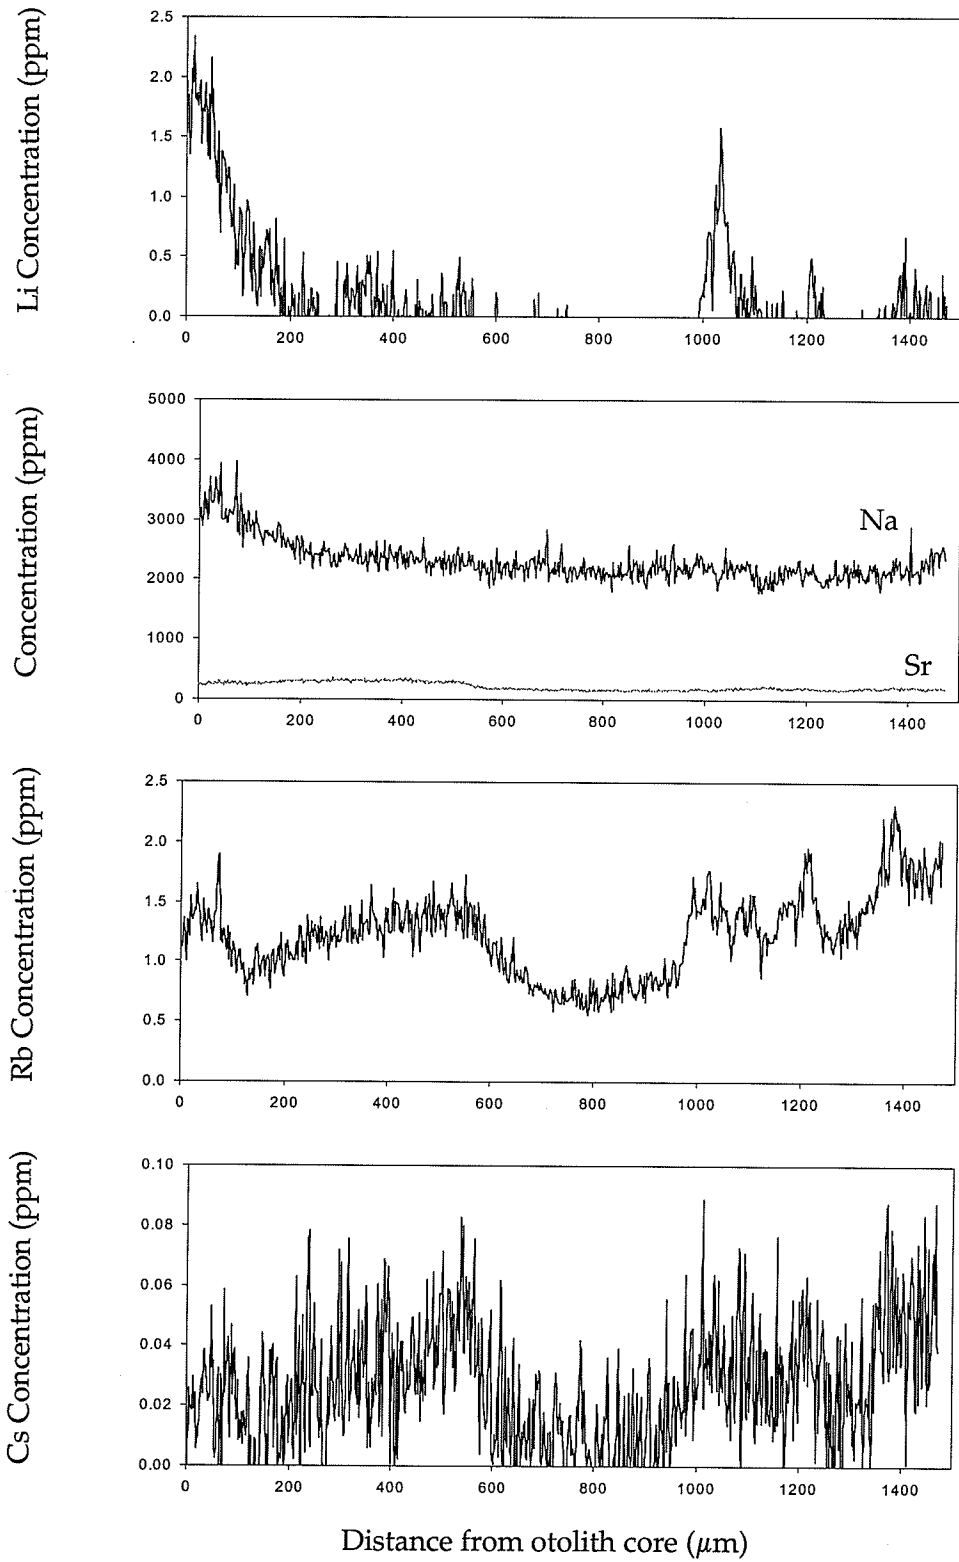 Li Concentration (ppm)
2.5
2.0
1.5
1.0
0.5
0.0
0 200 400 600 800 1000 1200 1400
Concentration (ppm)
5000
4000
3000
2000
1000
0
Na
Sr
0 200 400 600 800 1000 1200 1400
Rb Concentration (ppm)
2.5
2.0
1.5
1.0
0.5
0.0
0 200 400 600 800 1000 1200 1400
Cs Concentration (ppm)
0.10
0.08
0.06
0.04
0.02
0.00
0 200 400 600 800 1000 1200 1400
Distance from otolith core (μm)